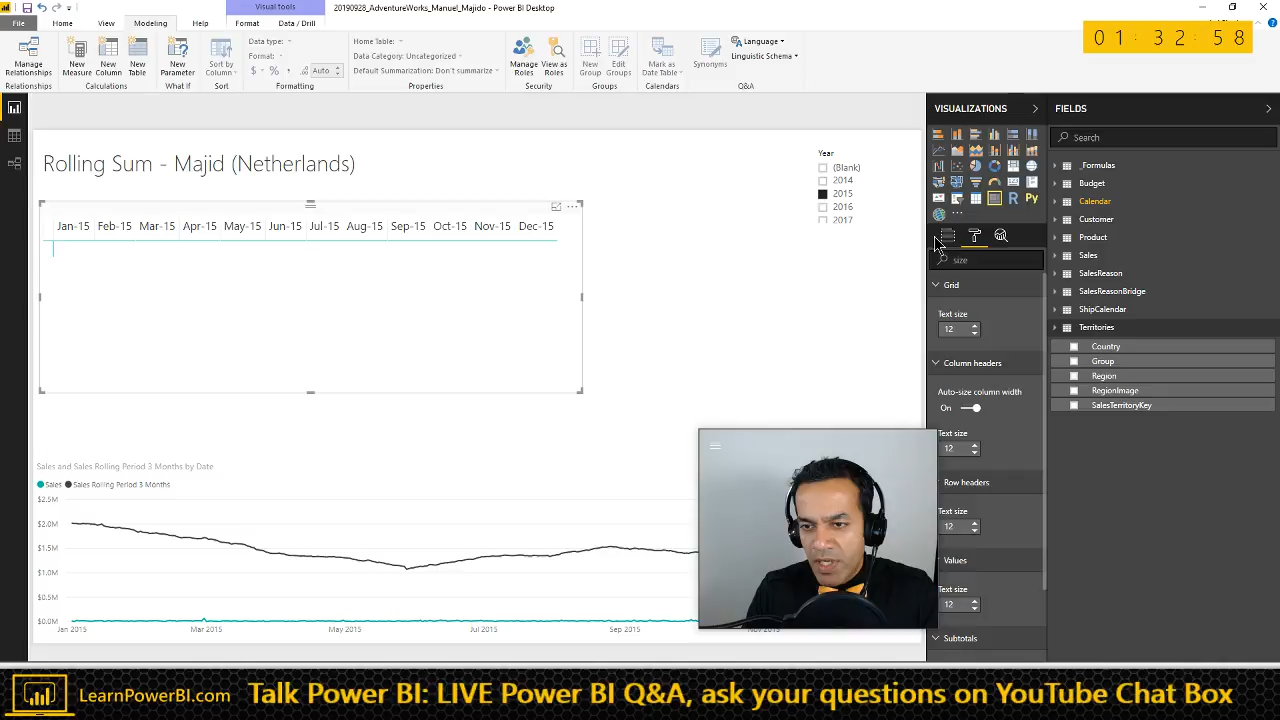 Visual tools
20190928_AdventureWorks_Manuel_Majido - Power BI Desktop
File Home View Modeling Help Format Data / Drill
01:32:58
Manage Relationships
New Measure
New Column
New Table
New Parameter
Sort by Column
Data type:
Format:
$ % , Auto
Home Table:
Data Category: Uncategorized
Default Summarization: Don't summarize
Manage Roles
View as Roles
New Group
Edit Groups
Mark as Date Table
Synonyms
Language
Linguistic Schema
Relationships Calculations What If Sort Formatting Properties Security Groups Calendars Q&A
Rolling Sum - Majid (Netherlands)
Year
(Blank)
2014
2015
2016
2017
Jan-15 Feb Mar-15 Apr-15 May-15 Jun-15 Jul-15 Aug-15 Sep-15 Oct-15 Nov-15 Dec-15
Sales and Sales Rolling Period 3 Months by Date
Sales Sales Rolling Period 3 Months
$2.5M
$2.0M
$1.5M
$1.0M
$0.5M
$0.0M
Jan 2015 Mar 2015 May 2015 Jul 2015 Sep 2015 Nov 2015
VISUALIZATIONS
R Py
size
Grid
Text size
12
Column headers
Auto-size column width
On
Text size
12
Row headers
Text size
12
Values
Text size
12
Subtotals
FIELDS
Search
_Formulas
Budget
Calendar
Customer
Product
Sales
SalesReason
SalesReasonBridge
ShipCalendar
Territories
Country
Group
Region
RegionImage
SalesTerritoryKey
LearnPowerBI.com Talk Power BI: LIVE Power BI Q&A, ask your questions on YouTube Chat Box